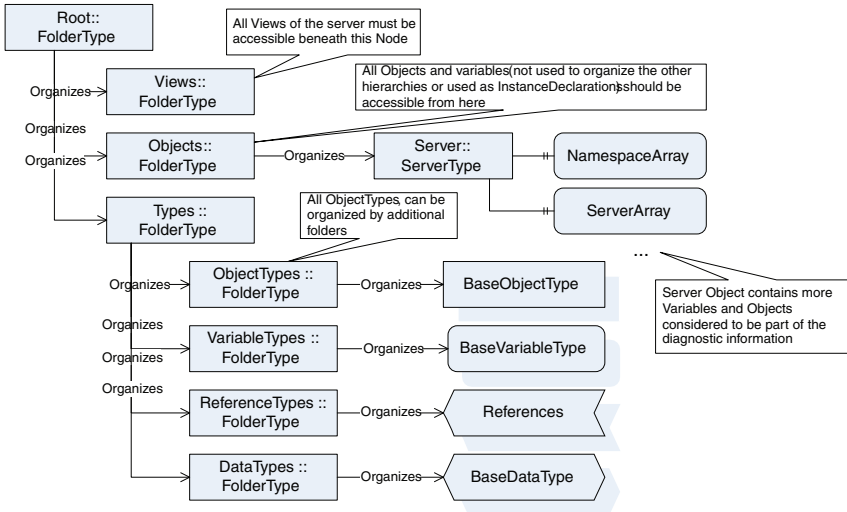 Root::
FolderType
All Views of the server must be
accessible beneath this Node
Organizes
Views::
FolderType
All Objects and variables(not used to organize the other
hierarchies or used as InstanceDeclaration)should be
accessible from here
Organizes
Organizes
Objects::
FolderType
Organizes
Server::
ServerType
NamespaceArray
ServerArray
Types ::
FolderType
All ObjectTypes, can be
organized by additional
folders
...
Server Object contains more
Variables and Objects
considered to be part of the
diagnostic information
Organizes
ObjectTypes ::
FolderType
Organizes
BaseObjectType
Organizes
Organizes
VariableTypes ::
FolderType
Organizes
BaseVariableType
Organizes
ReferenceTypes ::
FolderType
Organizes
References
DataTypes ::
FolderType
Organizes
BaseDataType